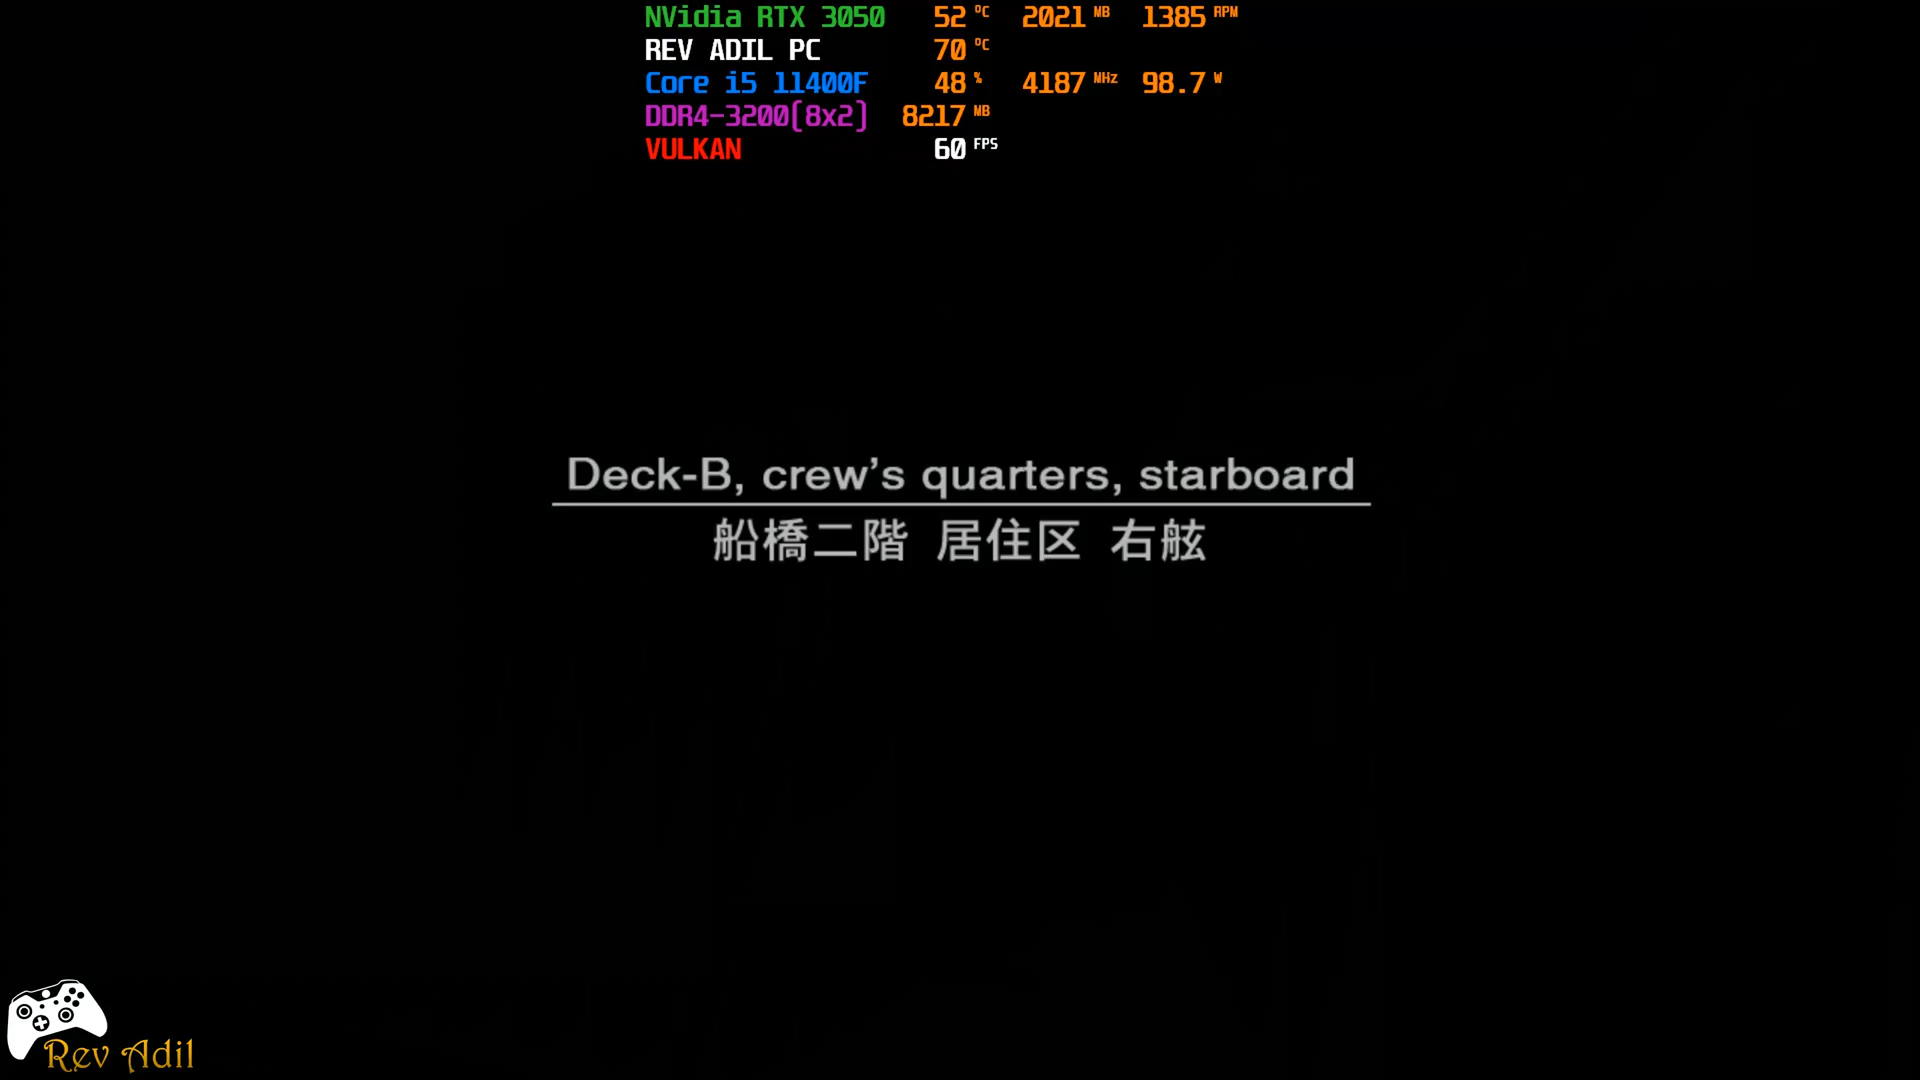 NVidia RTX 3050 52 °C 2021 MB 1385 RPM
REV ADIL PC 70 °C
Core i5 11400F 48 % 4187 MHz 98.7 W
DDR4-3200(8x2) 8217 MB
VULKAN 60 FPS
Deck-B, crew's quarters, starboard
船橋二階 居住区 右舷
Rev Adil